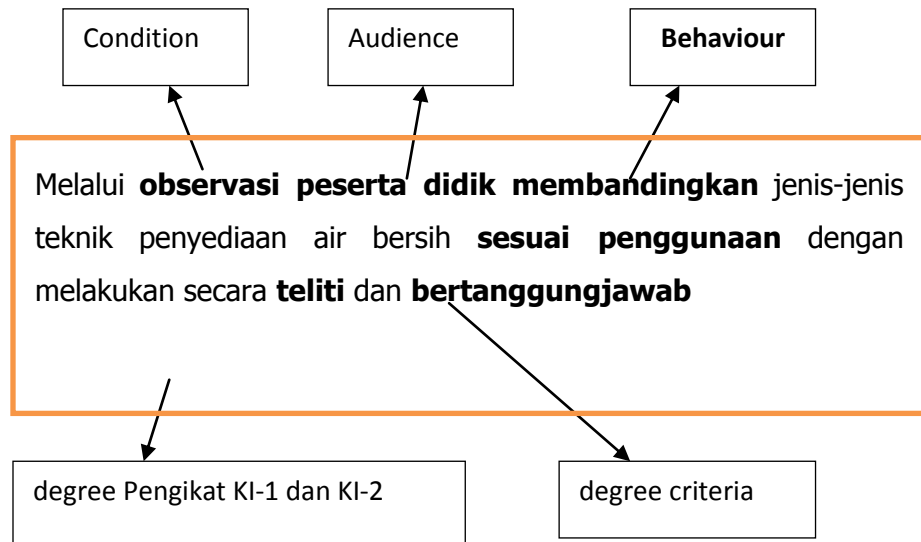 Condition
Audience
Behaviour
Melalui observasi peserta didik membandingkan jenis-jenis
teknik penyediaan air bersih sesuai penggunaan dengan
melakukan secara teliti dan bertanggungjawab
degree Pengikat KI-1 dan KI-2
degree criteria